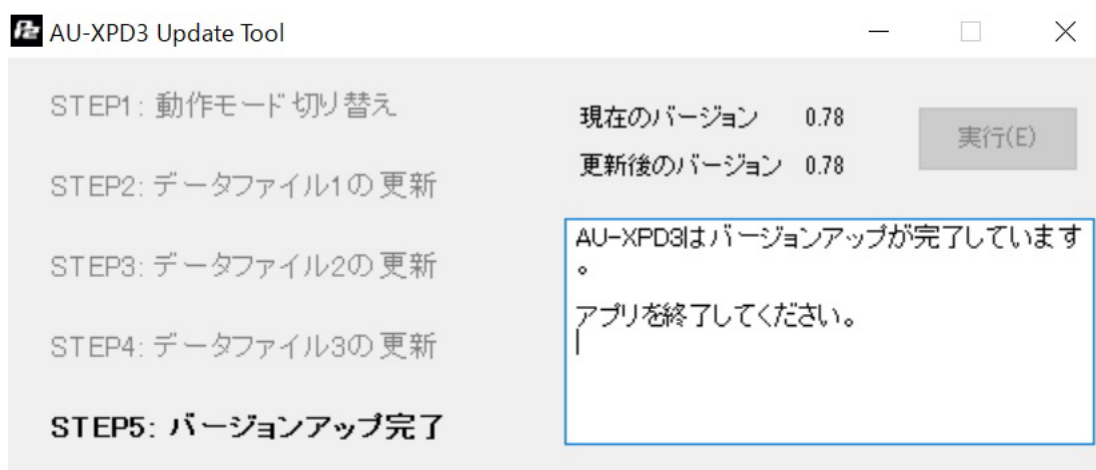 P2 AU-XPD3 Update Tool
STEP1: 動作モード切り替え
STEP2: データファイル1の更新
STEP3: データファイル2の更新
STEP4: データファイル3の更新
STEP5: バージョンアップ完了
現在のバージョン 0.78
更新後のバージョン 0.78
実行(E)
AU-XPD3はバージョンアップが完了しています
。
アプリを終了してください。